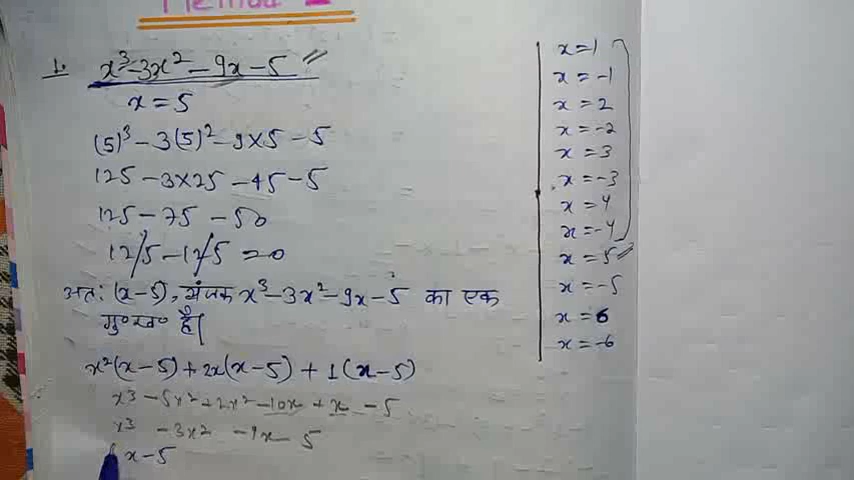 Method
1. x³-3x²-9x-5
x = 5
(5)³-3(5)²-9×5-5
125-3×25-45-5
125-75-50
125-125=0
अतः (x-5), व्यंजक x³-3x²-9x-5 का एक
गु०ख० है|
x²(x-5)+2x(x-5)+1(x-5)
x³-5x²+2x²-10x+x-5
x³-3x²-9x-5
x-5
x=1
x=-1
x=2
x=-2
x=3
x=-3
x=4
x=-4
x=5
x=-5
x=6
x=-6